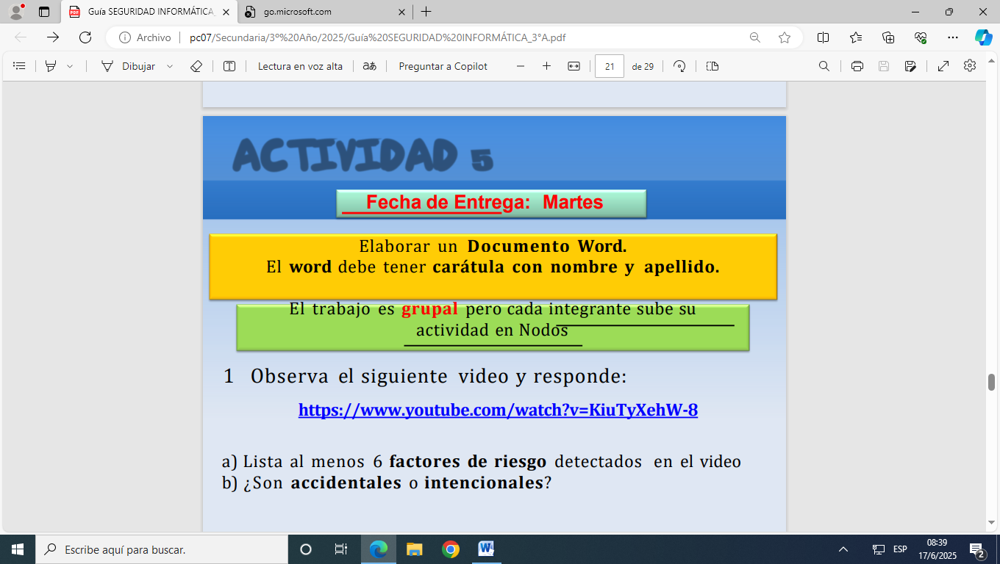 Guía SEGURIDAD INFORMÁTICA_
go.microsoft.com
Archivo
pc07/Secundaria/3º%20Año/2025/Guía%20SEGURIDAD%20INFORMÁTICA_3°A.pdf
Dibujar
Lectura en voz alta
aあ
Preguntar a Copilot
21
de 29
ACTIVIDAD 5
Fecha de Entrega: Martes
Elaborar un Documento Word.
El word debe tener carátula con nombre y apellido.
El trabajo es grupal pero cada integrante sube su
actividad en Nodos
1 Observa el siguiente video y responde:
https://www.youtube.com/watch?v=KiuTyXehW-8
a) Lista al menos 6 factores de riesgo detectados en el video
b) ¿Son accidentales o intencionales?
Escribe aquí para buscar.
ESP
08:39
17/6/2025
2